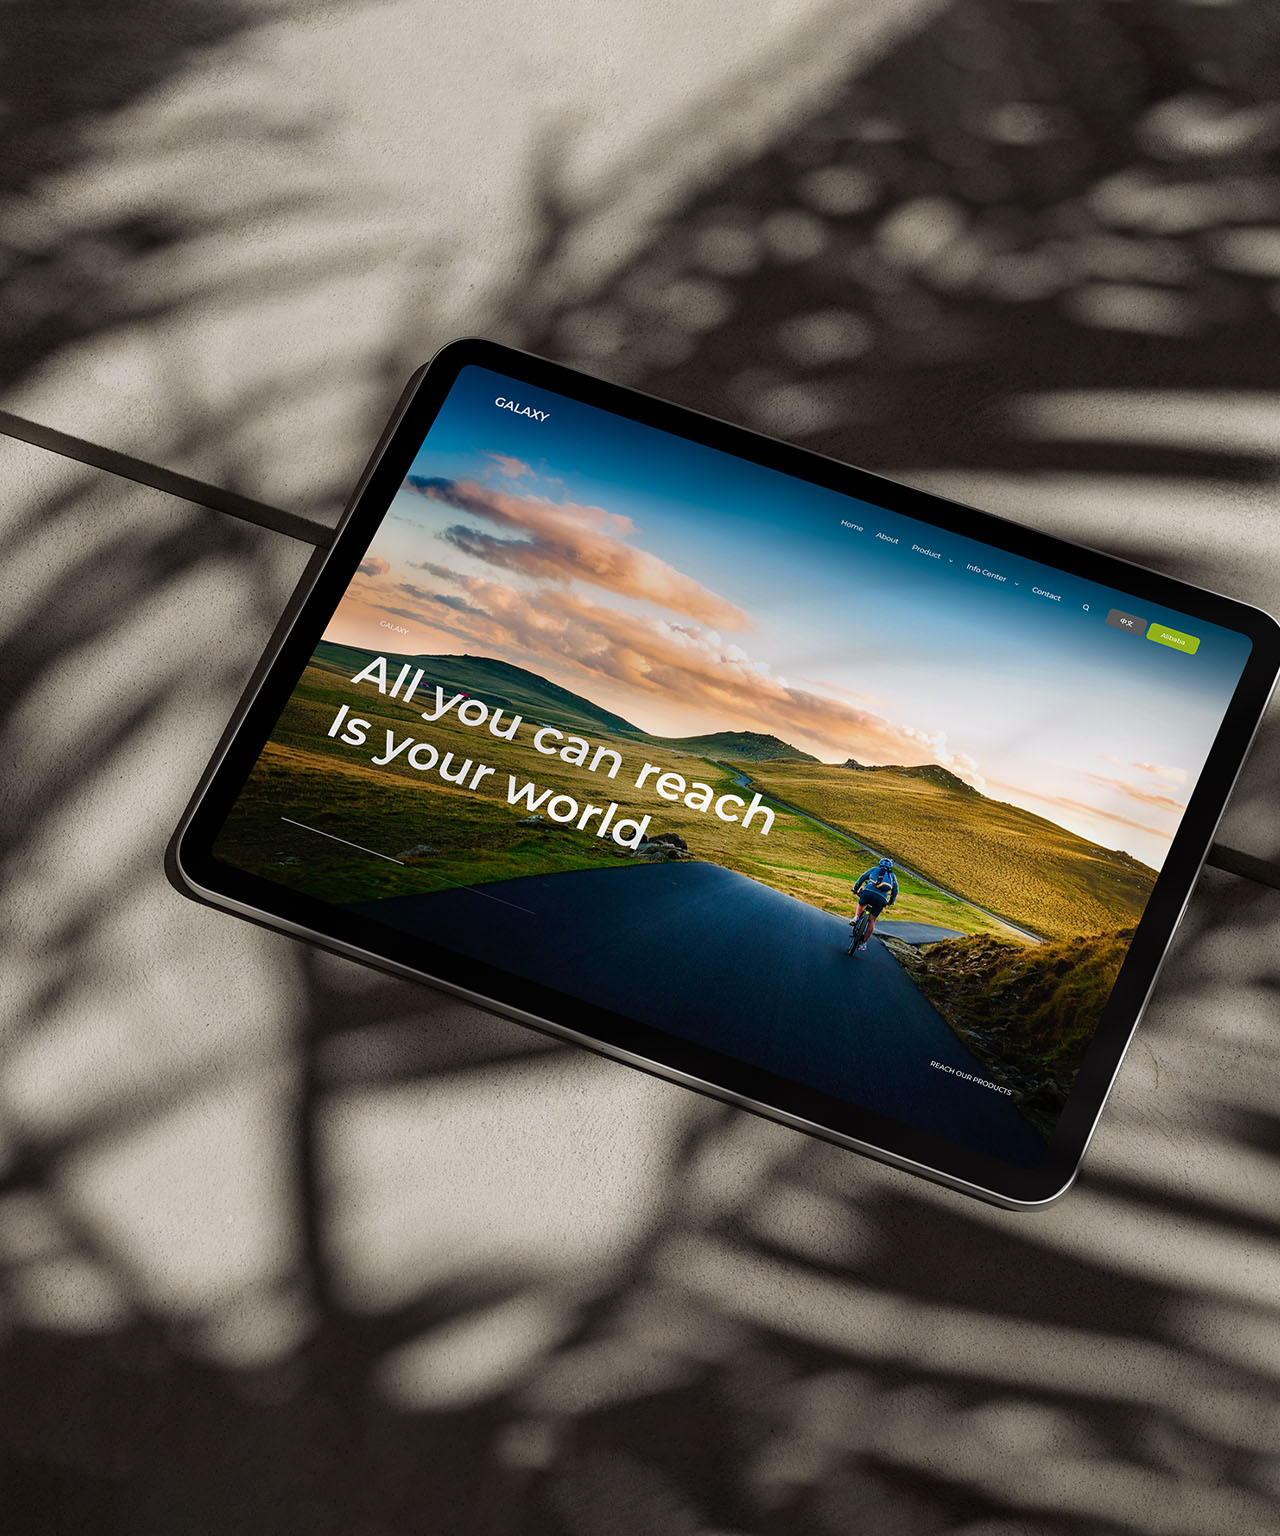 GALAXY
Home About Product Info Center Contact 中文 Alibaba
GALAXY
All you can reach
Is your world
REACH OUR PRODUCTS